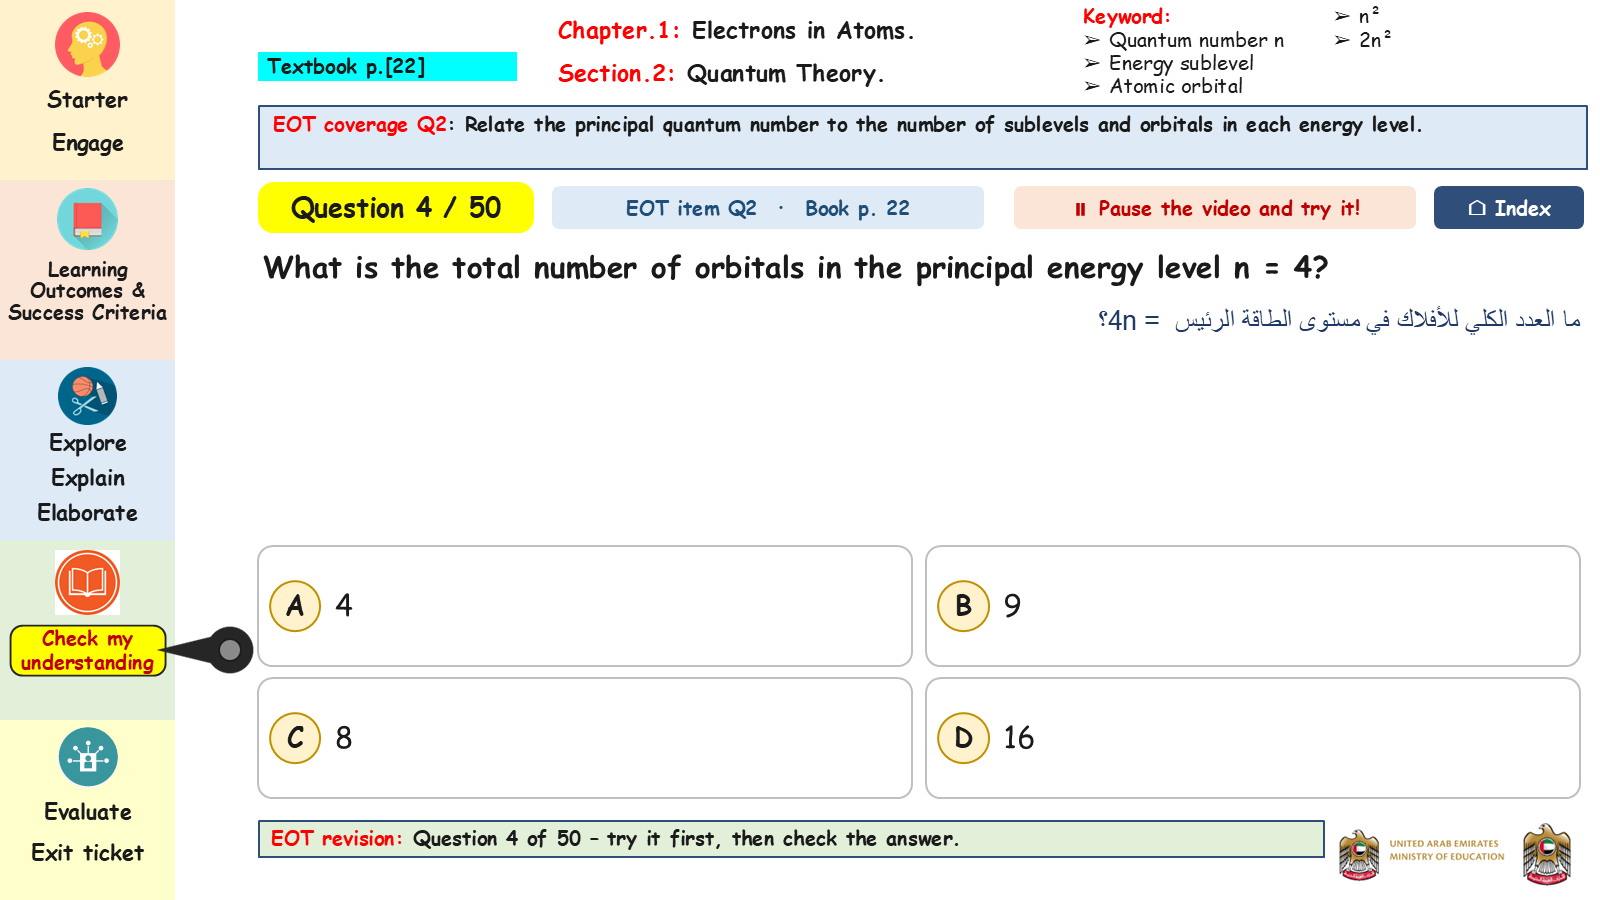 Starter
Engage
Learning
Outcomes &
Success Criteria
Explore
Explain
Elaborate
Check my
understanding
Evaluate
Exit ticket
Textbook p.[22]
Chapter.1: Electrons in Atoms.
Section.2: Quantum Theory.
Keyword:
➢ Quantum number n
➢ Energy sublevel
➢ Atomic orbital
➢ n²
➢ 2n²
EOT coverage Q2: Relate the principal quantum number to the number of sublevels and orbitals in each energy level.
Question 4 / 50
EOT item Q2 · Book p. 22
⏸ Pause the video and try it!
Index
What is the total number of orbitals in the principal energy level n = 4?
ما العدد الكلي للأفلاك في مستوى الطاقة الرئيس = 4n؟
A 4
B 9
C 8
D 16
EOT revision: Question 4 of 50 – try it first, then check the answer.
UNITED ARAB EMIRATES
MINISTRY OF EDUCATION